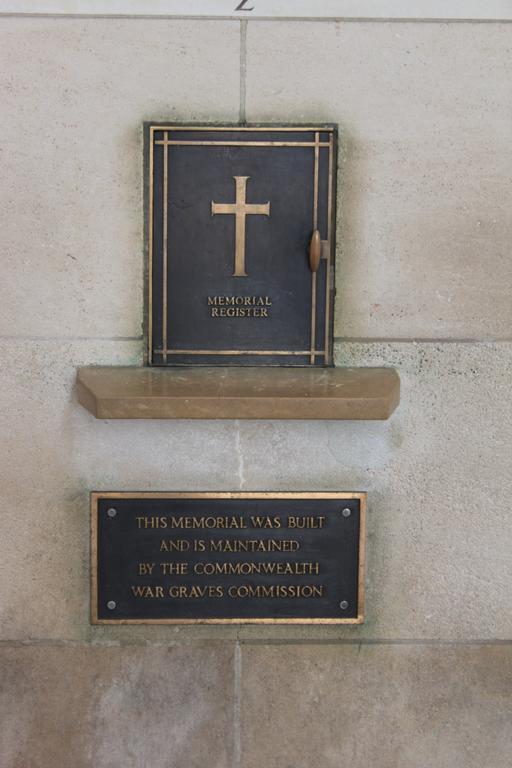 MEMORIAL
REGISTER
THIS MEMORIAL WAS BUILT
AND IS MAINTAINED
BY THE COMMONWEALTH
WAR GRAVES COMMISSION